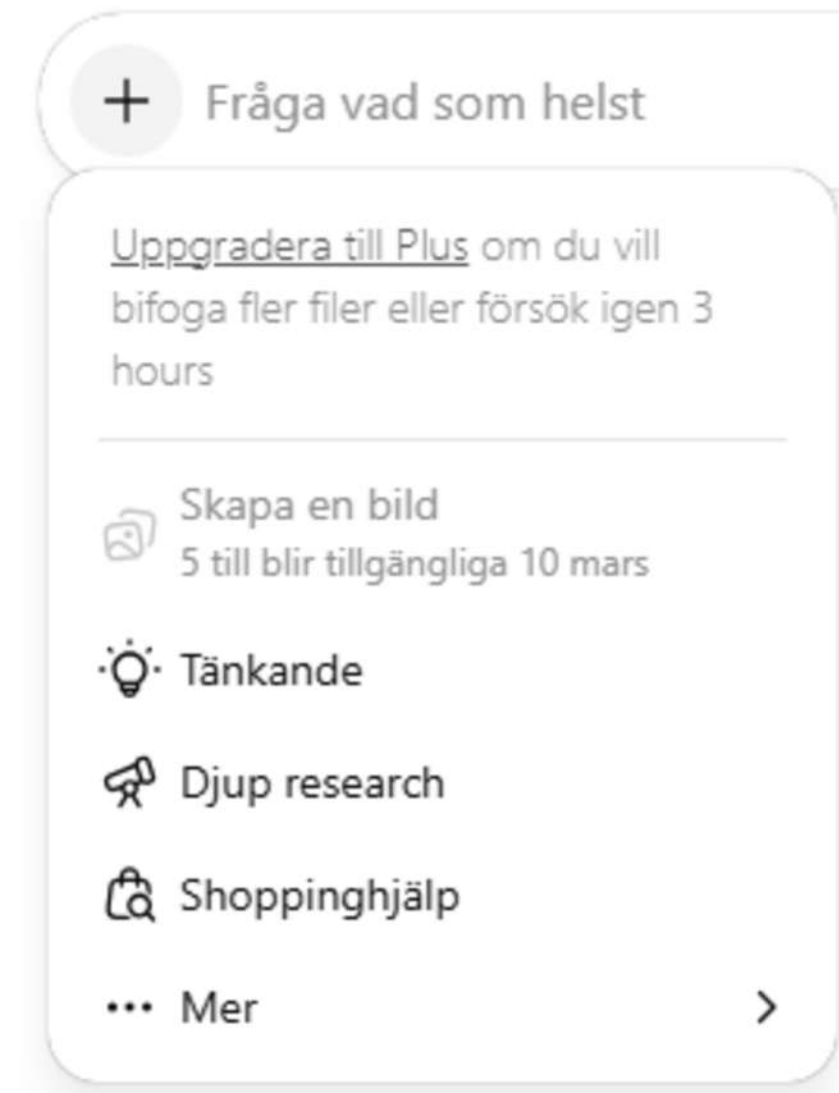 Fråga vad som helst
Uppgradera till Plus om du vill
bifoga fler filer eller försök igen 3
hours
Skapa en bild
5 till blir tillgängliga 10 mars
Tänkande
Djup research
Shoppinghjälp
Mer